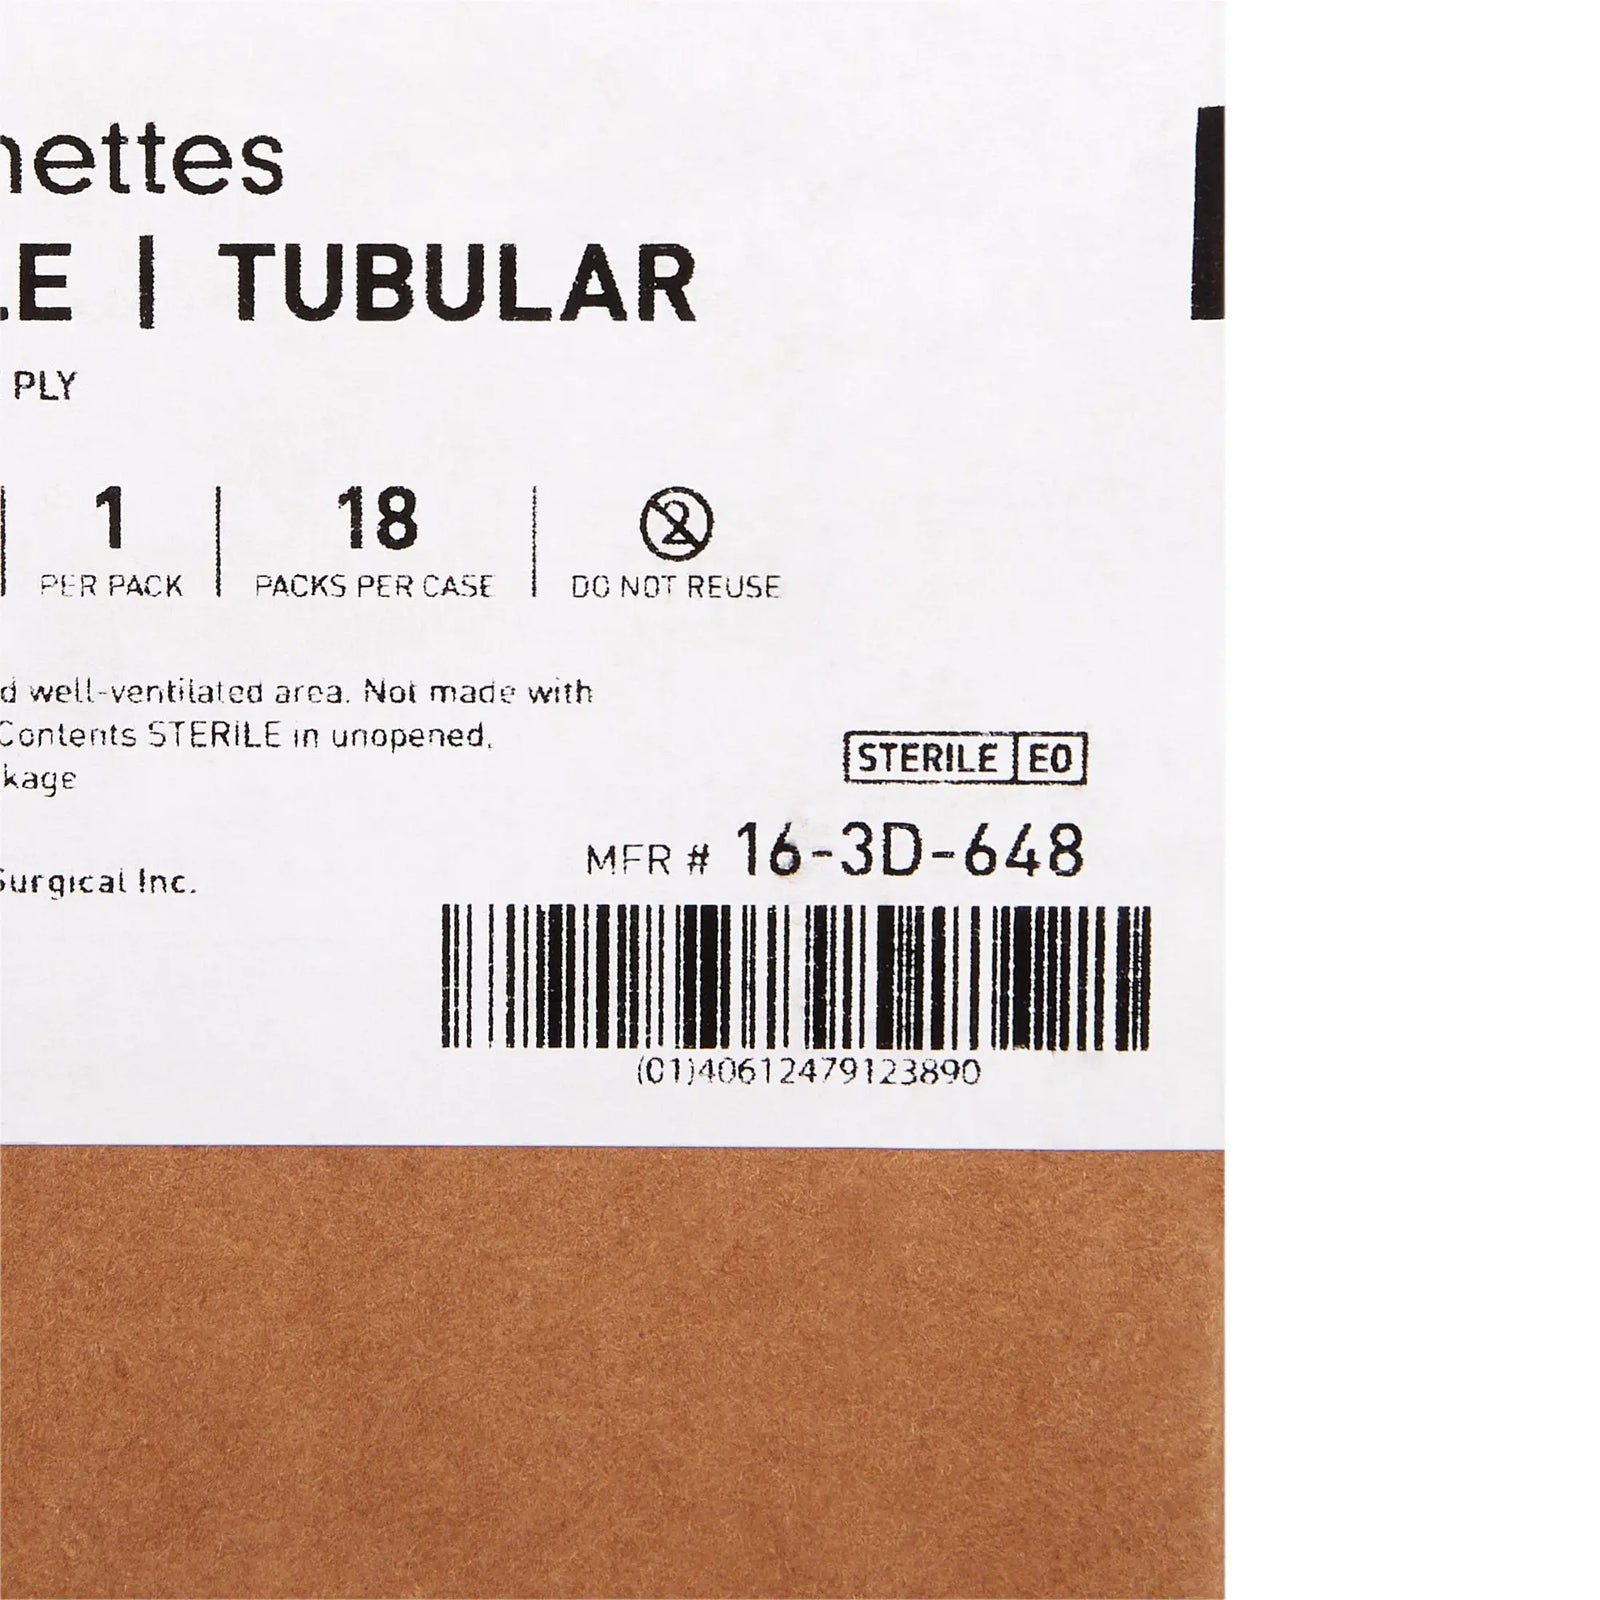 nettes
LE | TUBULAR
PLY
1 | 18
PER PACK | PACKS PER CASE | DO NOT REUSE
d well-ventilated area. Not made with
Contents STERILE in unopened,
kage
STERILE EO
MFR # 16-3D-648
Surgical Inc.
(01)40612479123890